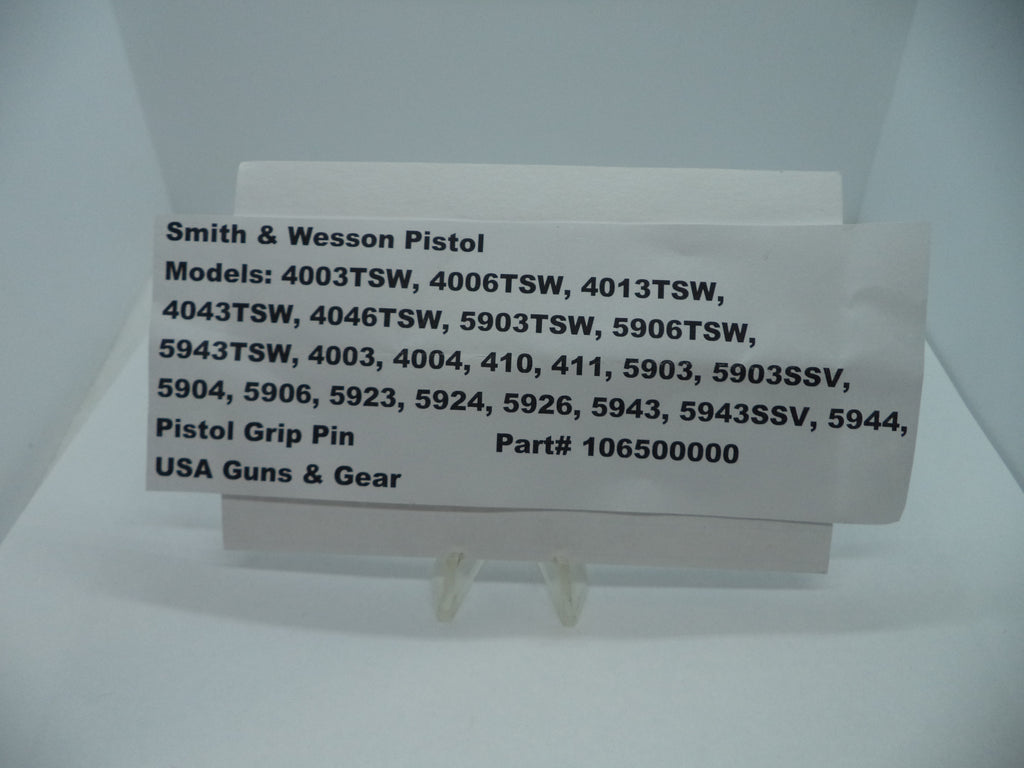 Smith & Wesson Pistol
Models: 4003TSW, 4006TSW, 4013TSW,
4043TSW, 4046TSW, 5903TSW, 5906TSW,
5943TSW, 4003, 4004, 410, 411, 5903, 5903SSV,
5904, 5906, 5923, 5924, 5926, 5943, 5943SSV, 5944,
Pistol Grip Pin Part# 106500000
USA Guns & Gear